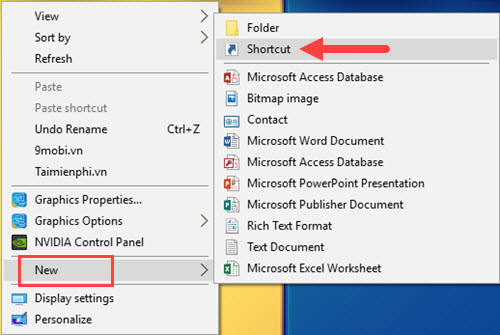 View
Sort by
Refresh
Paste
Paste shortcut
Undo Rename Ctrl+Z
9mobi.vn
Taimienphi.vn
Graphics Properties...
Graphics Options
NVIDIA Control Panel
New
Display settings
Personalize
Folder
Shortcut
Microsoft Access Database
Bitmap image
Contact
Microsoft Word Document
Microsoft Access Database
Microsoft PowerPoint Presentation
Microsoft Publisher Document
Rich Text Format
Text Document
Microsoft Excel Worksheet